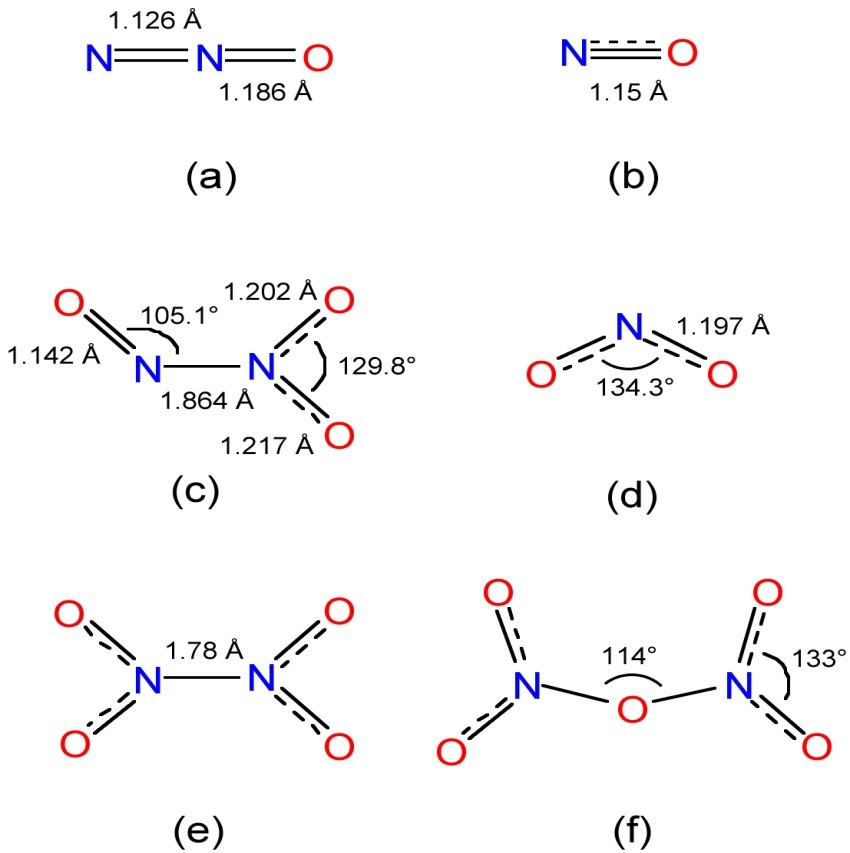 1.126 Å
N N O
1.186 Å
(a)
N O
1.15 Å
(b)
O 105.1° 1.202 Å O
1.142 Å N N 129.8°
1.864 Å
1.217 Å O
(c)
N 1.197 Å
O 134.3° O
(d)
O O
1.78 Å
N N
O O
(e)
O O
114° 133°
N N
O
O O
(f)